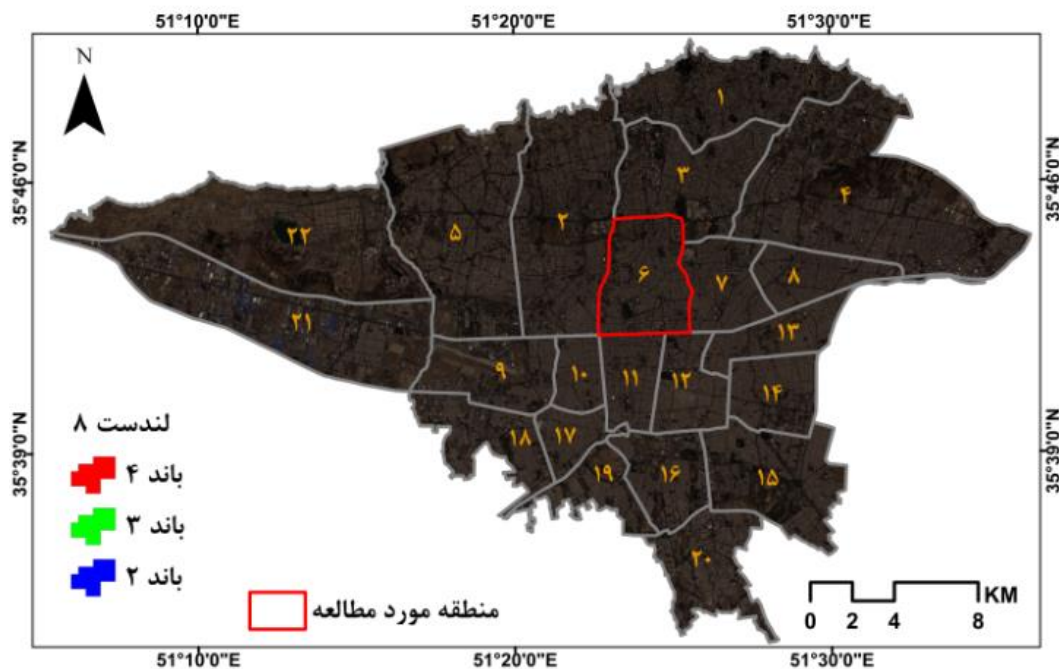 51°10'0"E 51°20'0"E 51°30'0"E
N
35°46'0"N 35°46'0"N
۱
۳
۴
۲
۵
۲۲
۶
۷
۸
۲۱
۱۳
۹
۱۰
۱۱
۱۲
۱۴
لندست ۸
۱۸
۱۷
۱۹
۱۶
۱۵
35°39'0"N 35°39'0"N
باند ۴
باند ۳
باند ۲
۲۰
منطقه مورد مطالعه
KM
0 2 4 8
51°10'0"E 51°20'0"E 51°30'0"E